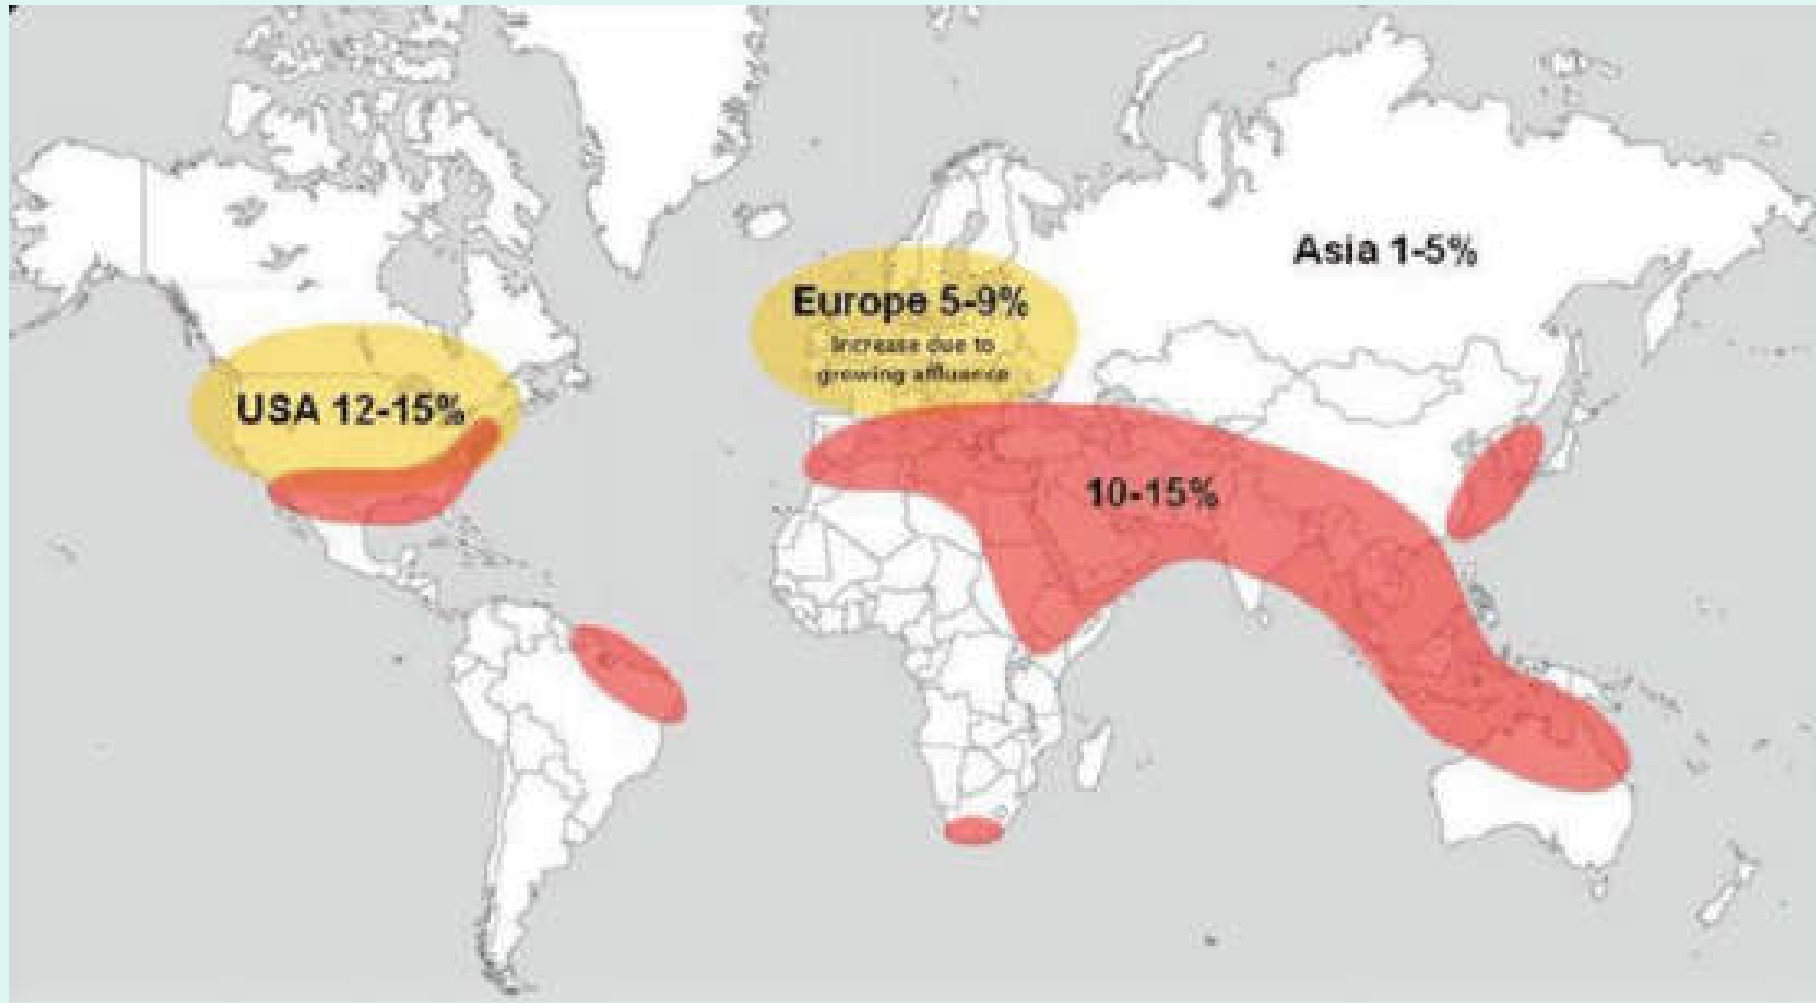 Asia 1-5%
Europe 5-9%
Increase due to
growing affluence
USA 12-15%
10-15%